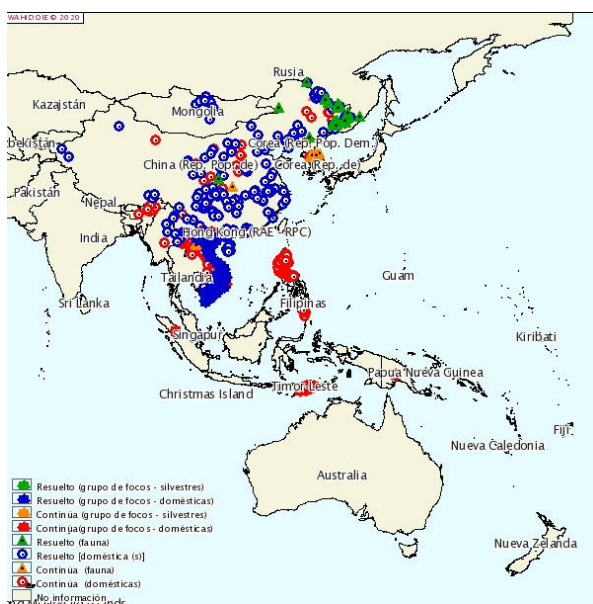 WAHIDOIE © 2020
Rusia
Kazajstán
Mongolia
bekistán
Corea (Rep. Pop. Dem.
China (Rep. Pop. de)
Corea (Rep. de)
Pakistán
Nepal
Hong Kong (RAE - RPC)
India
Tailandia
Guam
Sri Lanka
Filipinas
Singapur
Kiribati
Papua Nueva Guinea
Christmas Island
Timor Leste
Fiji
Nueva Caledonia
Australia
Nueva Zelanda
Resuelto (grupo de focos - silvestres)
Resuelto (grupo de focos - domésticas)
Continúa (grupo de focos - silvestres)
Continúa(grupo de focos - domésticas)
Resuelto (fauna)
Resuelto [doméstica (s)]
Continúa (fauna)
Continúa (domésticas)
No información